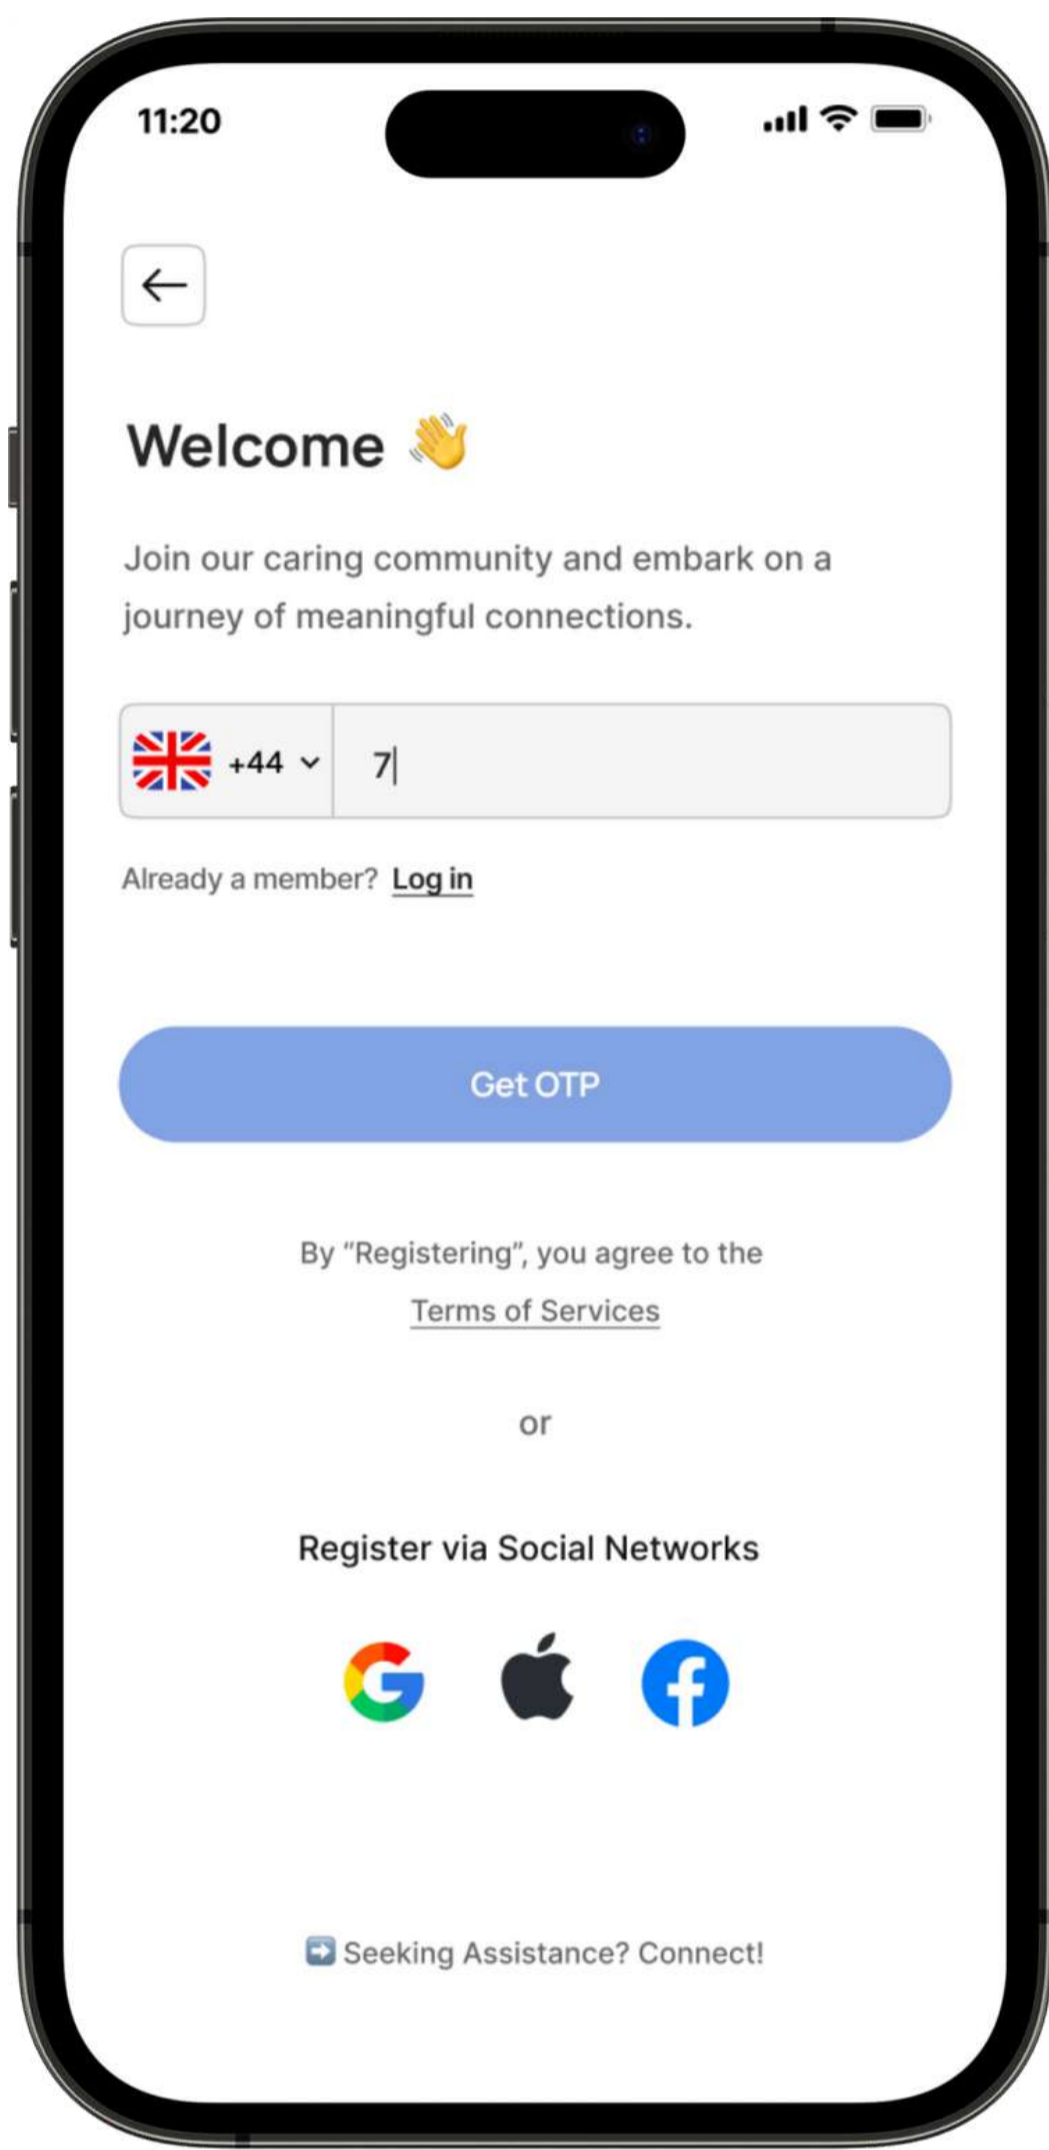 11:20
Welcome 👋
Join our caring community and embark on a
journey of meaningful connections.
+44 7
Already a member? Log in
Get OTP
By “Registering”, you agree to the
Terms of Services
or
Register via Social Networks
➡️ Seeking Assistance? Connect!